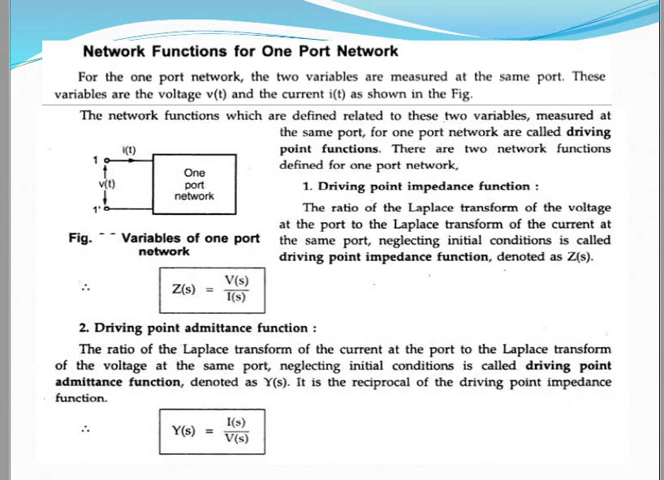 Network Functions for One Port Network
For the one port network, the two variables are measured at the same port. These
variables are the voltage v(t) and the current i(t) as shown in the Fig.
The network functions which are defined related to these two variables, measured at
the same port, for one port network are called driving
point functions. There are two network functions
defined for one port network,
i(t)
1
v(t)
1'
One
port
network
Fig. - - Variables of one port
network
1. Driving point impedance function :
The ratio of the Laplace transform of the voltage
at the port to the Laplace transform of the current at
the same port, neglecting initial conditions is called
driving point impedance function, denoted as Z(s).
∴ Z(s) = V(s)
I(s)
2. Driving point admittance function :
The ratio of the Laplace transform of the current at the port to the Laplace transform
of the voltage at the same port, neglecting initial conditions is called driving point
admittance function, denoted as Y(s). It is the reciprocal of the driving point impedance
function.
∴ Y(s) = I(s)
V(s)